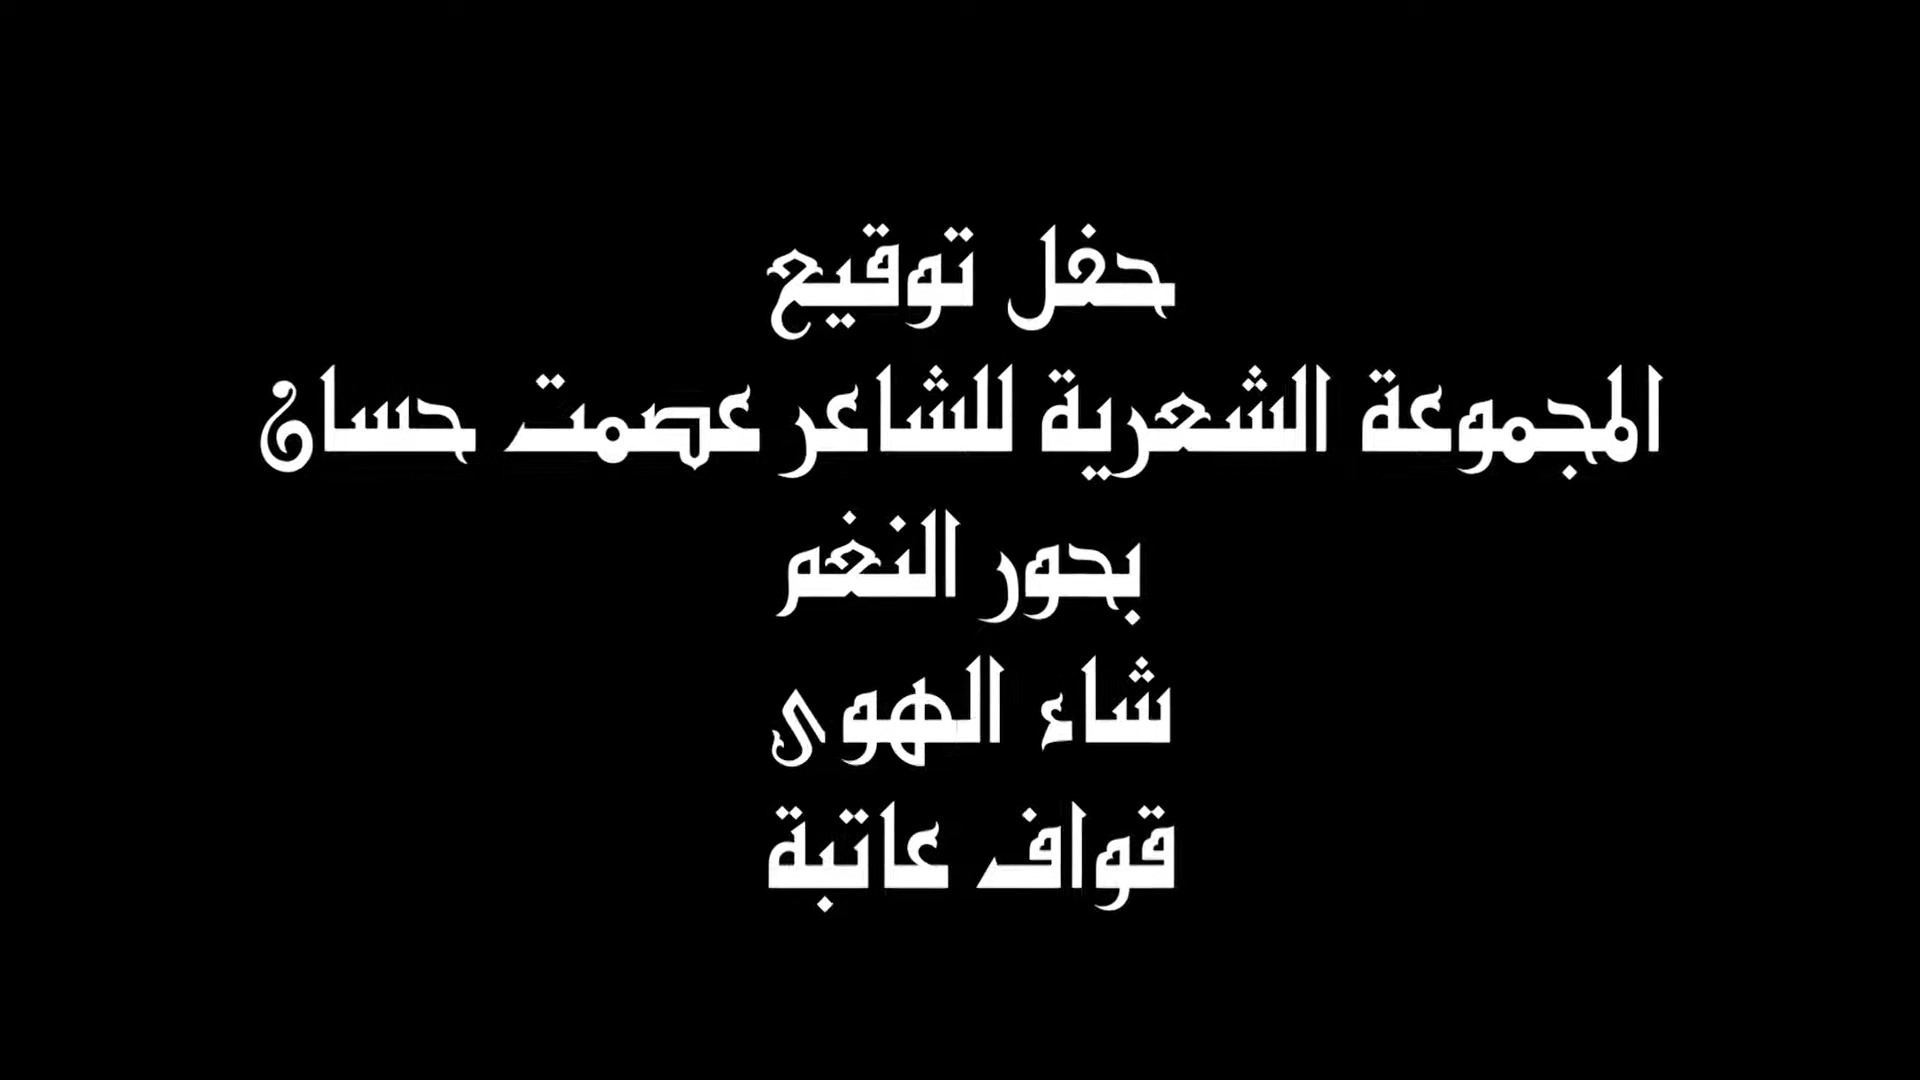 حفل توقيع
المجموعة الشعرية للشاعر عصمت حسان
بحور النغم
شاء الهوى
قواف عاتبة